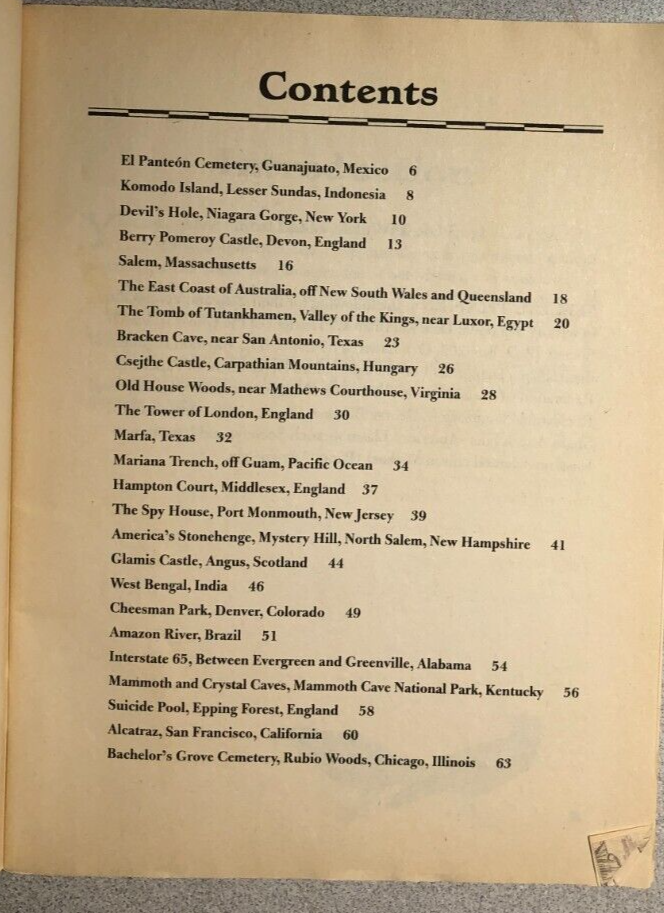 Contents
El Panteón Cemetery, Guanajuato, Mexico 6
Komodo Island, Lesser Sundas, Indonesia 8
Devil's Hole, Niagara Gorge, New York 10
Berry Pomeroy Castle, Devon, England 13
Salem, Massachusetts 16
The East Coast of Australia, off New South Wales and Queensland 18
The Tomb of Tutankhamen, Valley of the Kings, near Luxor, Egypt 20
Bracken Cave, near San Antonio, Texas 23
Csejthe Castle, Carpathian Mountains, Hungary 26
Old House Woods, near Mathews Courthouse, Virginia 28
The Tower of London, England 30
Marfa, Texas 32
Mariana Trench, off Guam, Pacific Ocean 34
Hampton Court, Middlesex, England 37
The Spy House, Port Monmouth, New Jersey 39
America's Stonehenge, Mystery Hill, North Salem, New Hampshire 41
Glamis Castle, Angus, Scotland 44
West Bengal, India 46
Cheesman Park, Denver, Colorado 49
Amazon River, Brazil 51
Interstate 65, Between Evergreen and Greenville, Alabama 54
Mammoth and Crystal Caves, Mammoth Cave National Park, Kentucky 56
Suicide Pool, Epping Forest, England 58
Alcatraz, San Francisco, California 60
Bachelor's Grove Cemetery, Rubio Woods, Chicago, Illinois 63